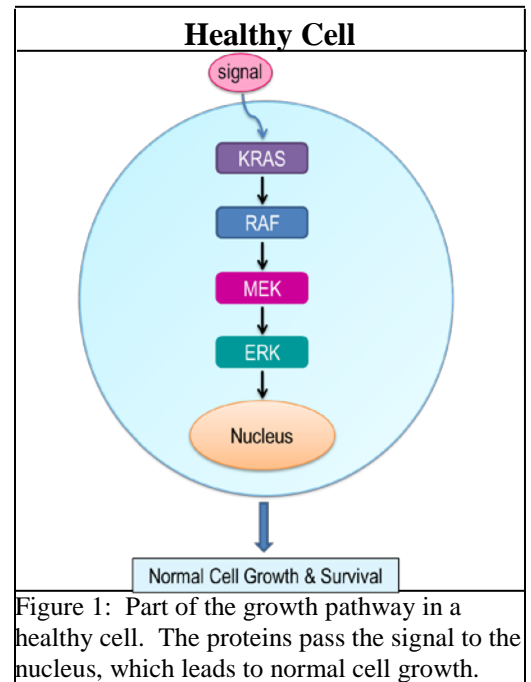 Healthy Cell
signal
KRAS
RAF
MEK
ERK
Nucleus
Normal Cell Growth & Survival
Figure 1:  Part of the growth pathway in a
healthy cell.  The proteins pass the signal to the
nucleus, which leads to normal cell growth.